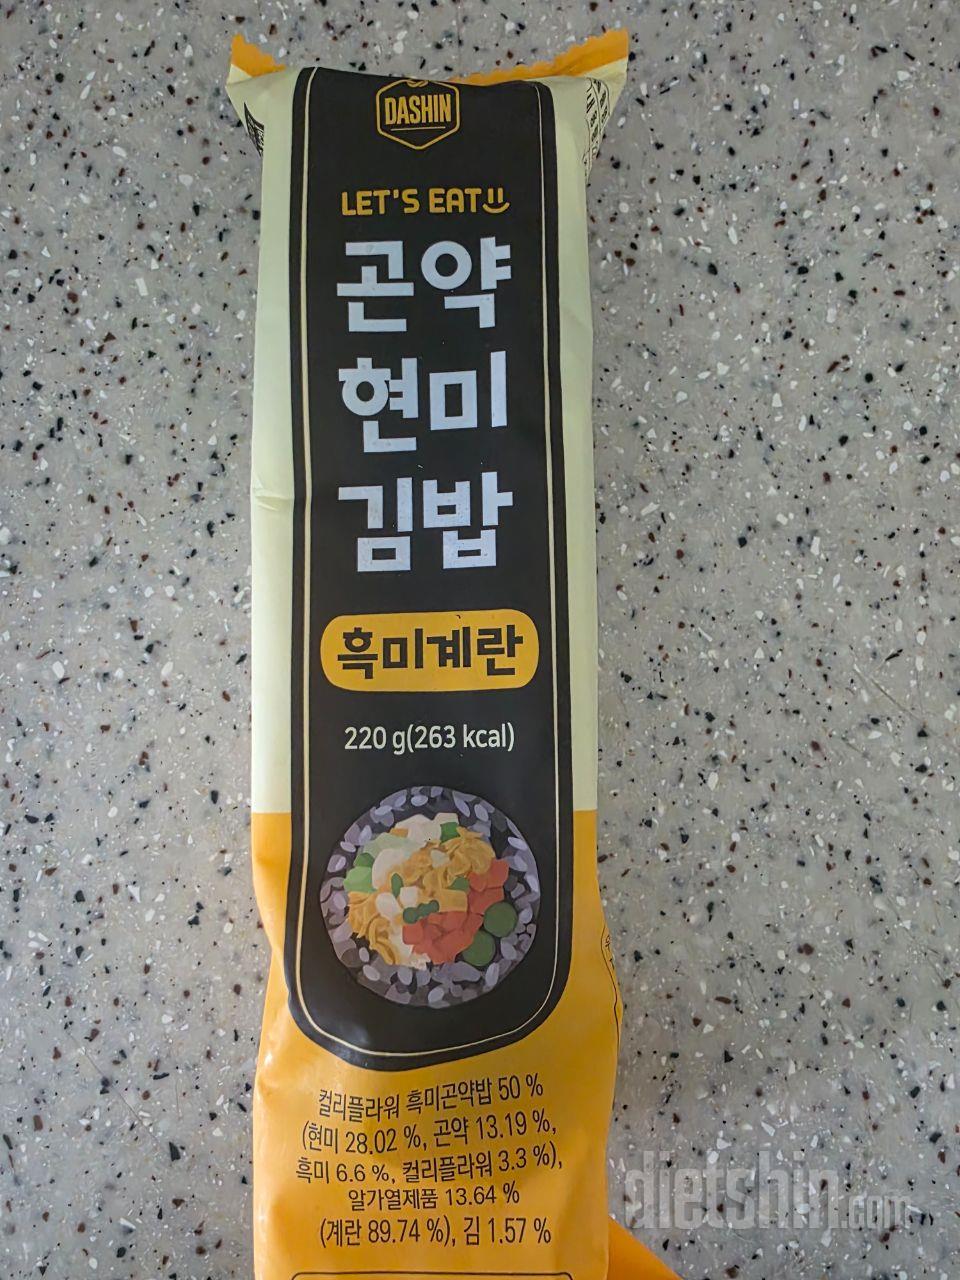 DASHIN
LET'S EAT
곤약
현미
김밥
흑미계란
220 g(263 kcal)
컬리플라워 흑미곤약밥 50 %
(현미 28.02 %, 곤약 13.19 %,
흑미 6.6 %, 컬리플라워 3.3 %),
알가열제품 13.64 %
(계란 89.74 %), 김 1.57 %
dietshin.com